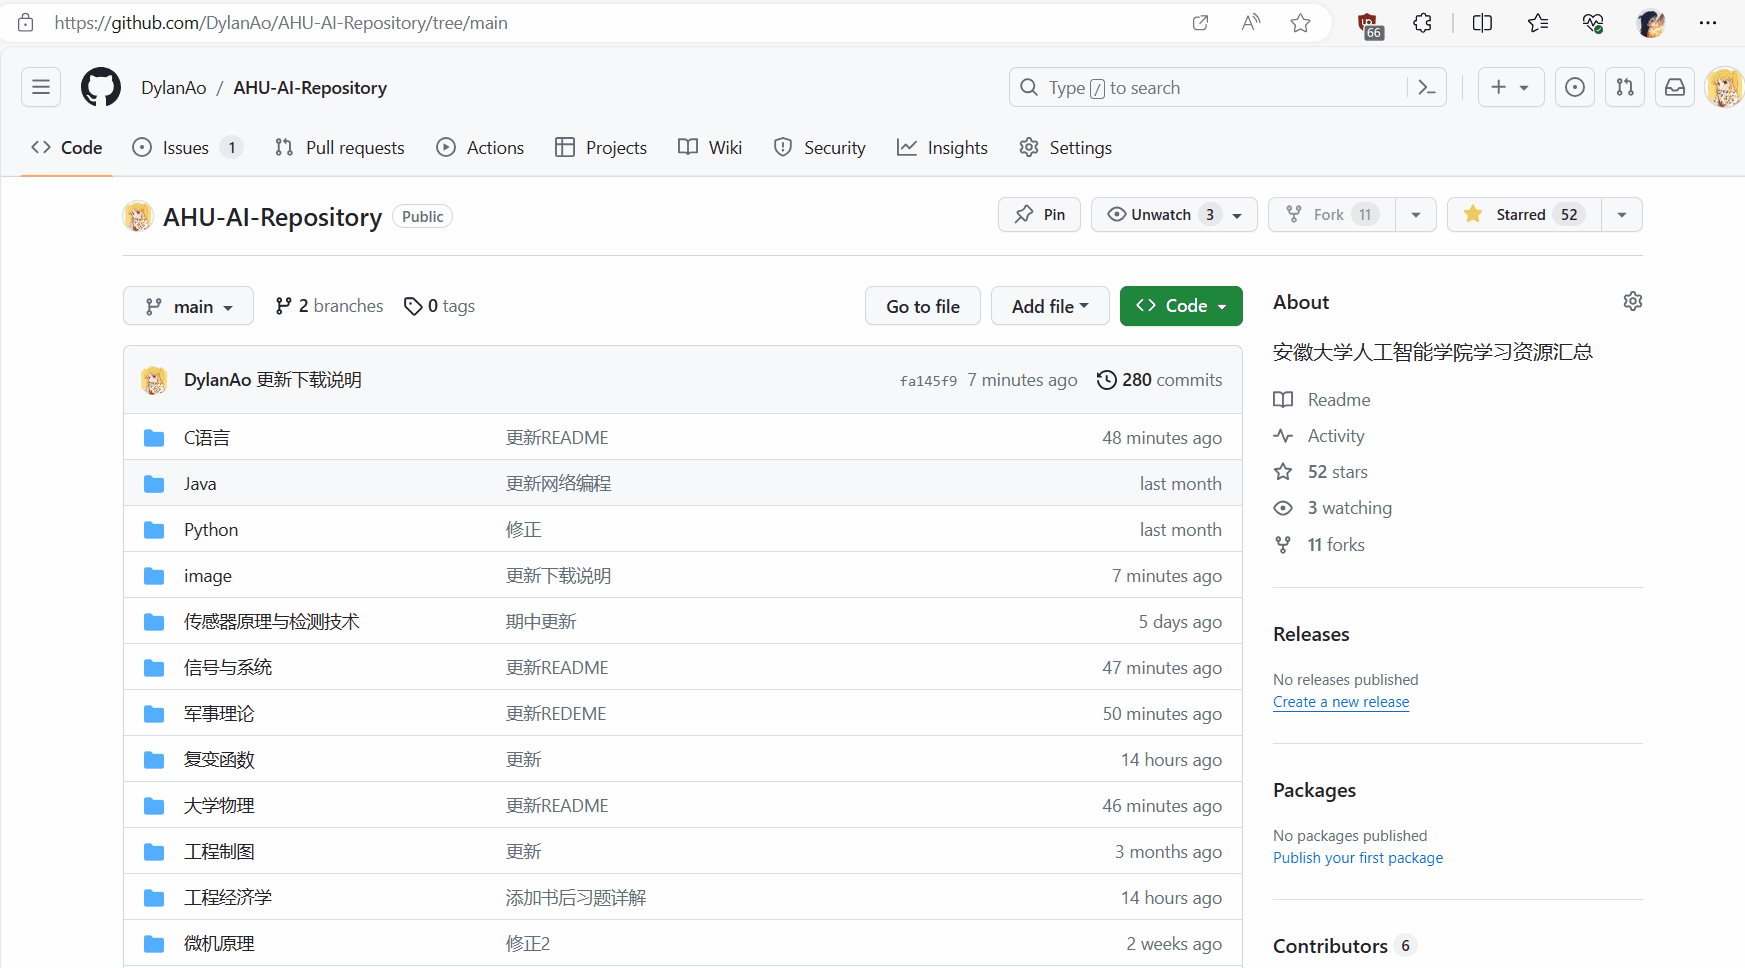 https://github.com/DylanAo/AHU-AI-Repository/tree/main
66
DylanAo / AHU-AI-Repository
Type / to search
Code
Issues 1
Pull requests
Actions
Projects
Wiki
Security
Insights
Settings
AHU-AI-Repository Public
Pin
Unwatch 3
Fork 11
Starred 52
main
2 branches
0 tags
Go to file
Add file
Code
DylanAo 更新下载说明 fa145f9 7 minutes ago 280 commits
C语言 更新README 48 minutes ago
Java 更新网络编程 last month
Python 修正 last month
image 更新下载说明 7 minutes ago
传感器原理与检测技术 期中更新 5 days ago
信号与系统 更新README 47 minutes ago
军事理论 更新REDEME 50 minutes ago
复变函数 更新 14 hours ago
大学物理 更新README 46 minutes ago
工程制图 更新 3 months ago
工程经济学 添加书后习题详解 14 hours ago
微机原理 修正2 2 weeks ago
About
安徽大学人工智能学院学习资源汇总
Readme
Activity
52 stars
3 watching
11 forks
Releases
No releases published
Create a new release
Packages
No packages published
Publish your first package
Contributors 6